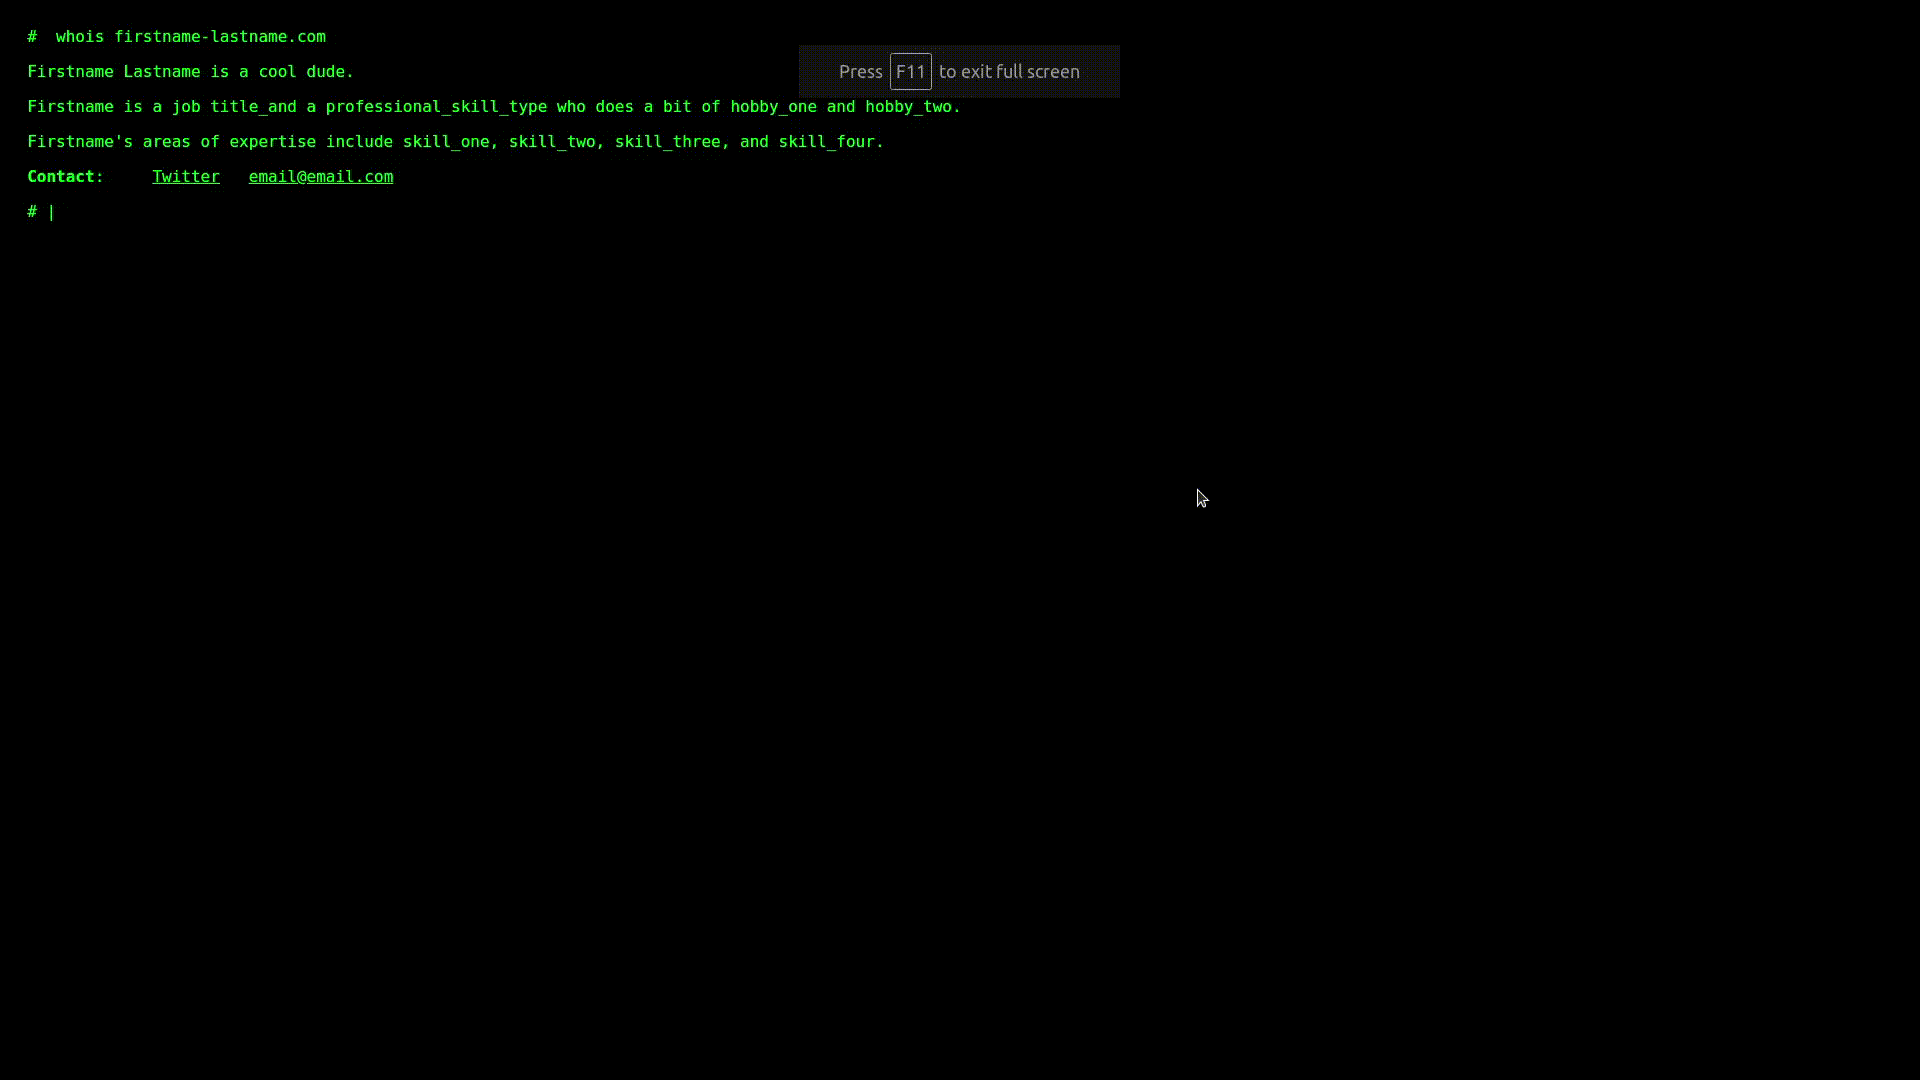 #  whois firstname-lastname.com
Firstname Lastname is a cool dude.
Press F11 to exit full screen
Firstname is a job title_and a professional_skill_type who does a bit of hobby_one and hobby_two.
Firstname's areas of expertise include skill_one, skill_two, skill_three, and skill_four.
Contact:     Twitter   email@email.com
# |